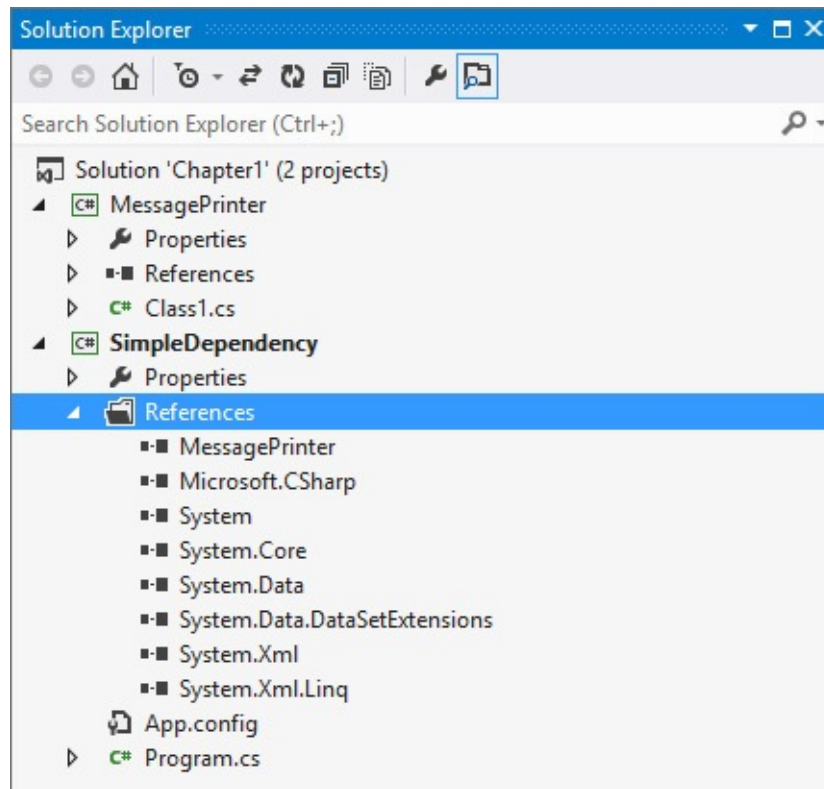 Solution Explorer
Search Solution Explorer (Ctrl+;)
Solution 'Chapter1' (2 projects)
C# MessagePrinter
Properties
References
C# Class1.cs
C# SimpleDependency
Properties
References
MessagePrinter
Microsoft.CSharp
System
System.Core
System.Data
System.Data.DataSetExtensions
System.Xml
System.Xml.Linq
App.config
C# Program.cs